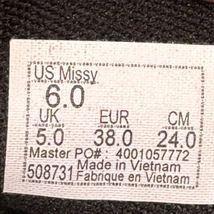 US Missy
6.0
UK EUR CM
5.0 38.0 24.0
Master PO# 4001057772
508731 Made in Vietnam
Fabrique en Vietnam